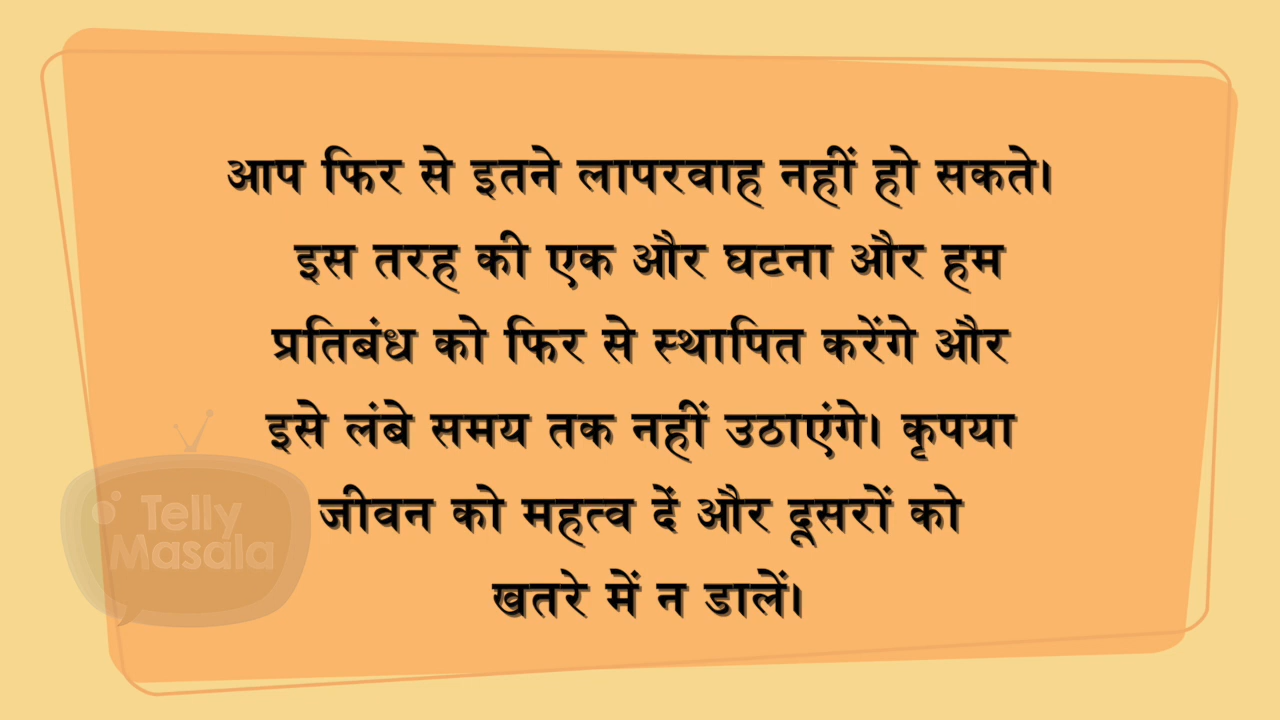 आप फिर से इतने लापरवाह नहीं हो सकते।
इस तरह की एक और घटना और हम
प्रतिबंध को फिर से स्थापित करेंगे और
इसे लंबे समय तक नहीं उठाएंगे। कृपया
जीवन को महत्व दें और दूसरों को
खतरे में न डालें।
Telly
Masala